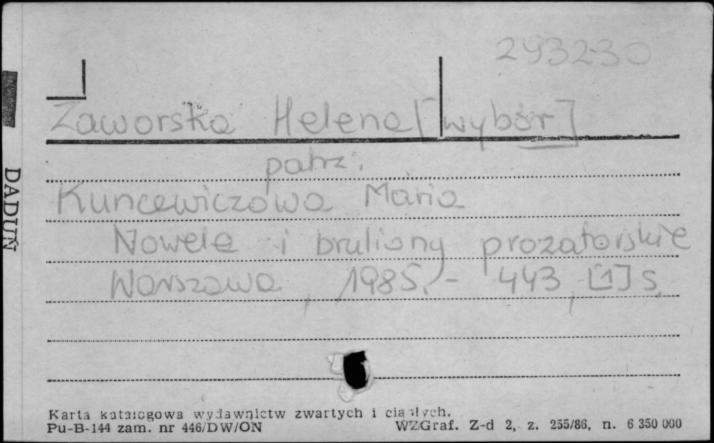 293230
Zaworska Helena [wybór]
patrz:
Kuncewiczowa Maria
Nowele i bruliony prozatorskie
Warszawa, 1985.- 443, [1] s.
DADUŃ
Karta katalogowa wydawnictw zwartych i ciągłych.
Pu-B-144 zam. nr 446/DW/ON
WZGraf. Z-d 2, z. 255/86, n. 6 350 000